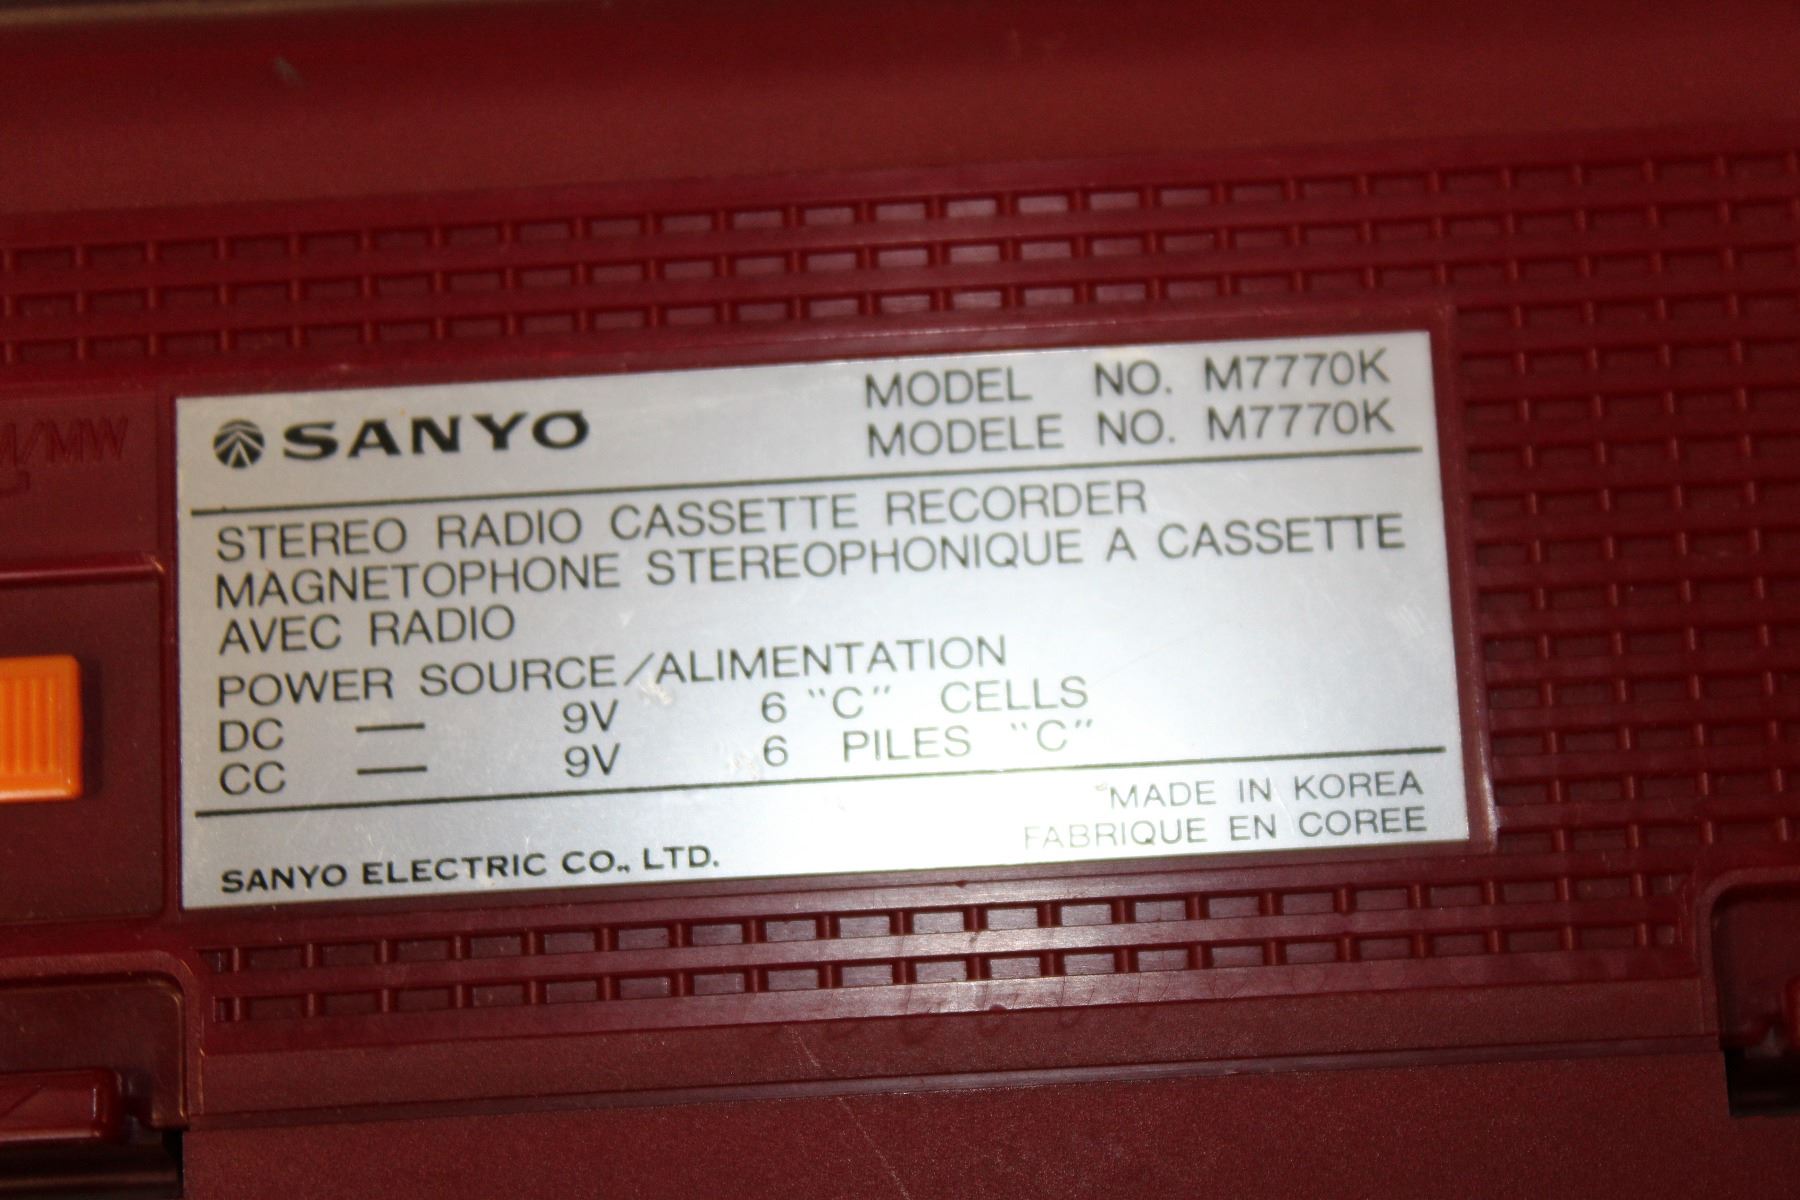 SANYO
MODEL NO. M7770K
MODELE NO. M7770K
STEREO RADIO CASSETTE RECORDER
MAGNETOPHONE STEREOPHONIQUE A CASSETTE
AVEC RADIO
POWER SOURCE/ALIMENTATION
DC — 9V 6 "C" CELLS
CC — 9V 6 PILES "C"
MADE IN KOREA
FABRIQUE EN COREE
SANYO ELECTRIC CO., LTD.
/MW